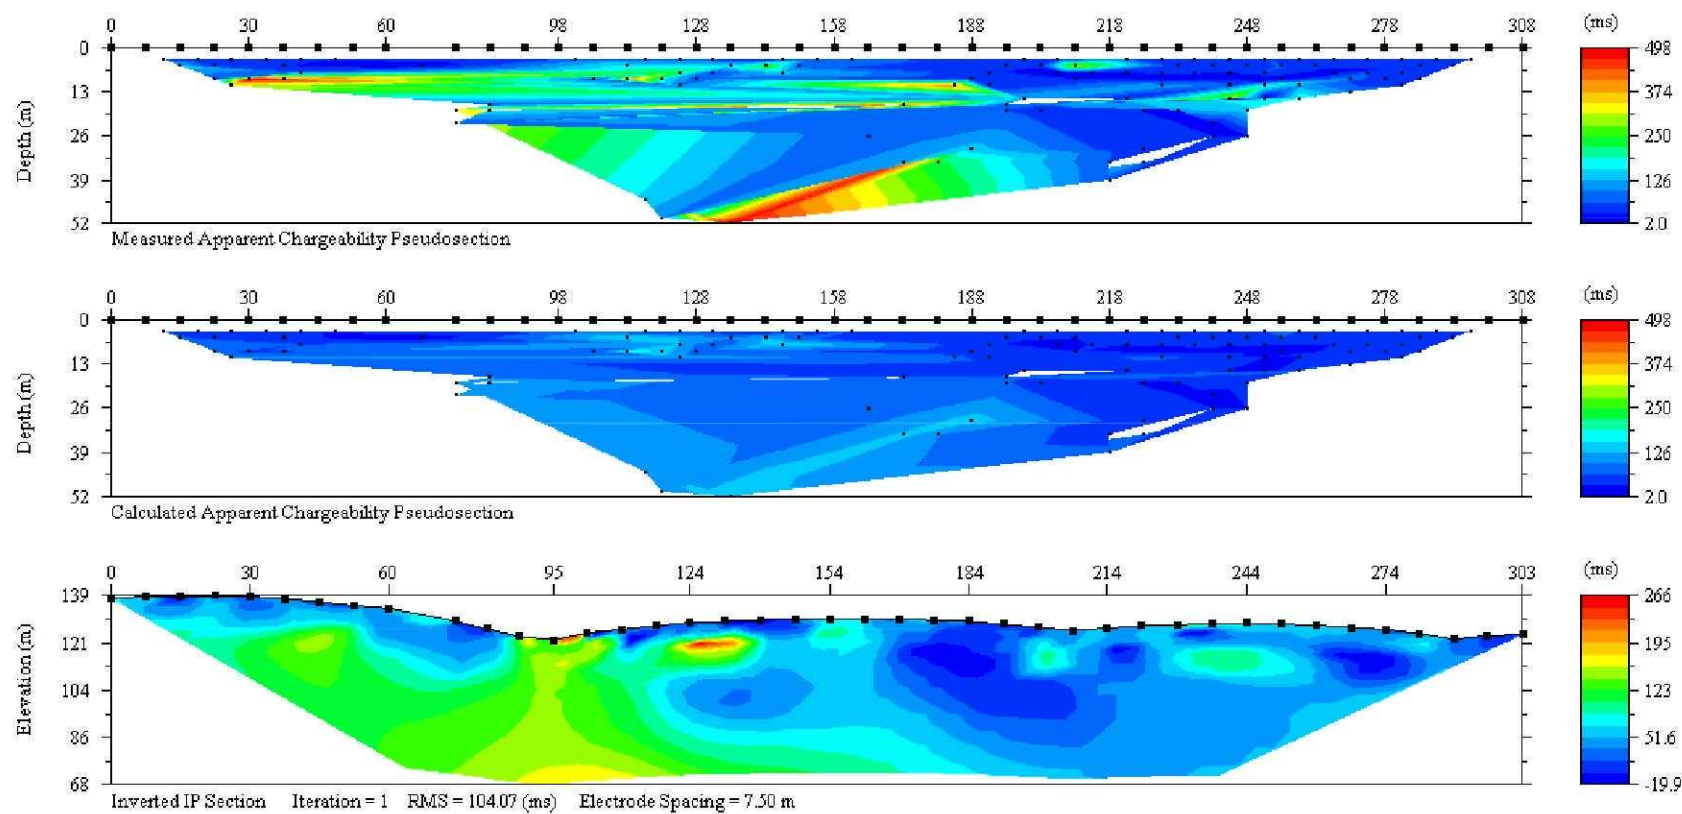 0 30 60 98 128 158 188 218 248 278 308 (ms)
0 13 26 39 52
Depth (m)
498 374 250 126 2.0
Measured Apparent Chargeability Pseudosection
0 30 60 98 128 158 188 218 248 278 308 (ms)
0 13 26 39 52
Depth (m)
498 374 250 126 2.0
Calculated Apparent Chargeability Pseudosection
0 30 60 95 124 154 184 214 244 274 303 (ms)
139 121 104 86 68
Elevation (m)
266 195 123 51.6 -19.9
Inverted IP Section Iteration = 1 RMS = 104.07 (ms) Electrode Spacing = 7.50 m